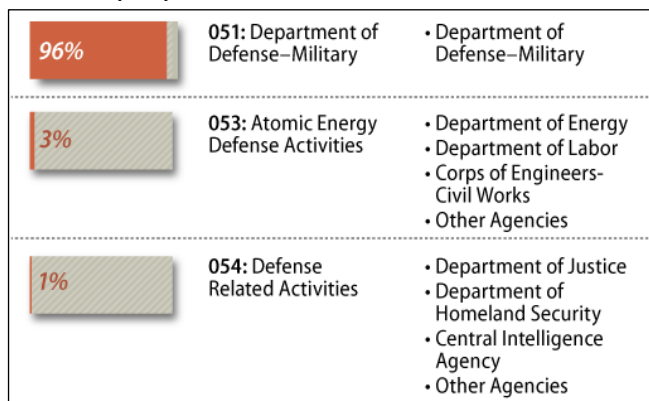 96%
051: Department of
Defense–Military
• Department of
Defense–Military
3%
053: Atomic Energy
Defense Activities
• Department of Energy
• Department of Labor
• Corps of Engineers-
Civil Works
• Other Agencies
1%
054: Defense
Related Activities
• Department of Justice
• Department of
Homeland Security
• Central Intelligence
Agency
• Other Agencies